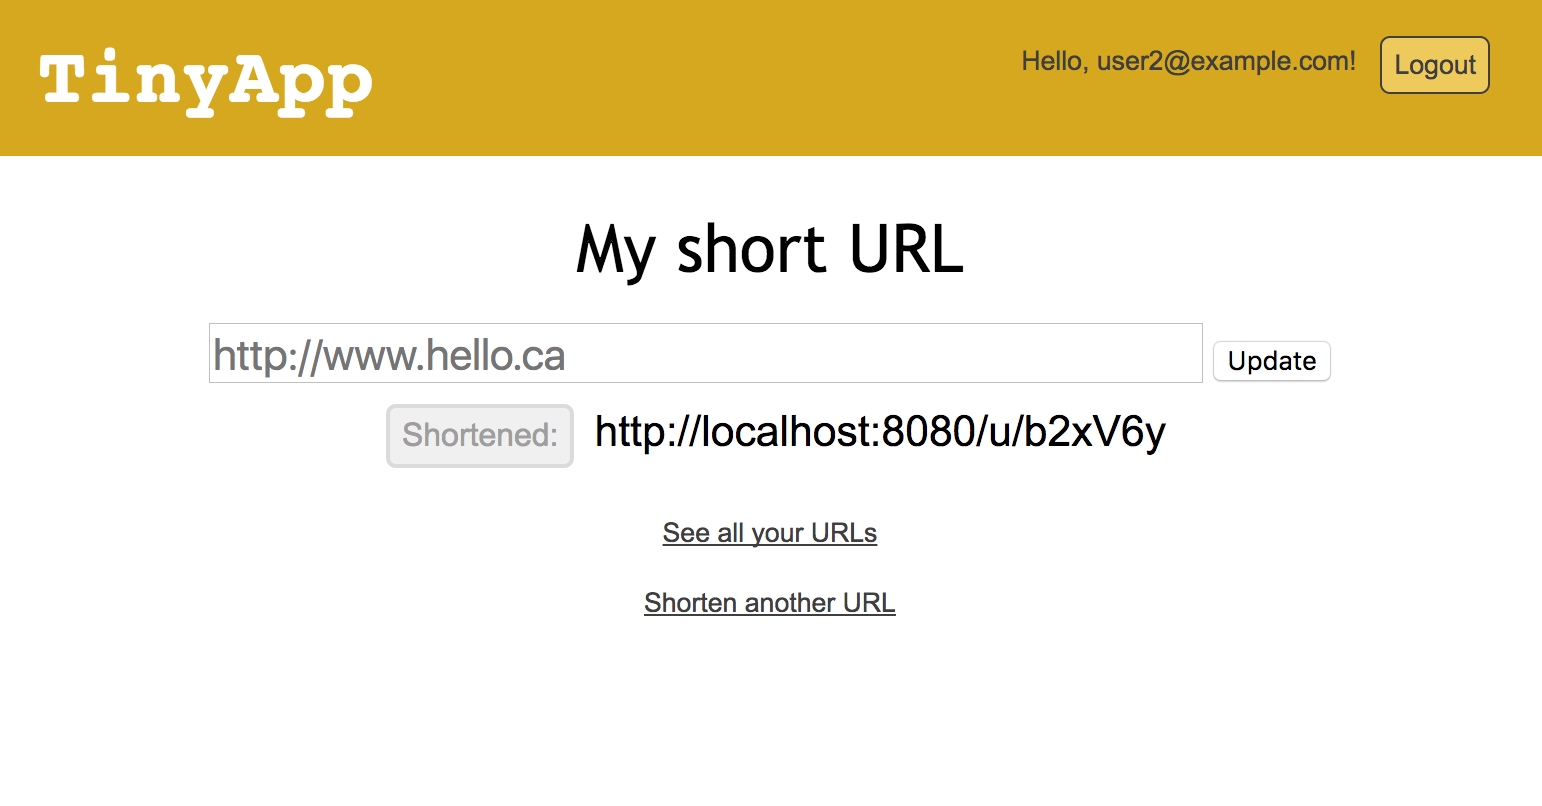 TinyApp
Hello, user2@example.com!
Logout
My short URL
http://www.hello.ca
Update
Shortened: http://localhost:8080/u/b2xV6y
See all your URLs
Shorten another URL